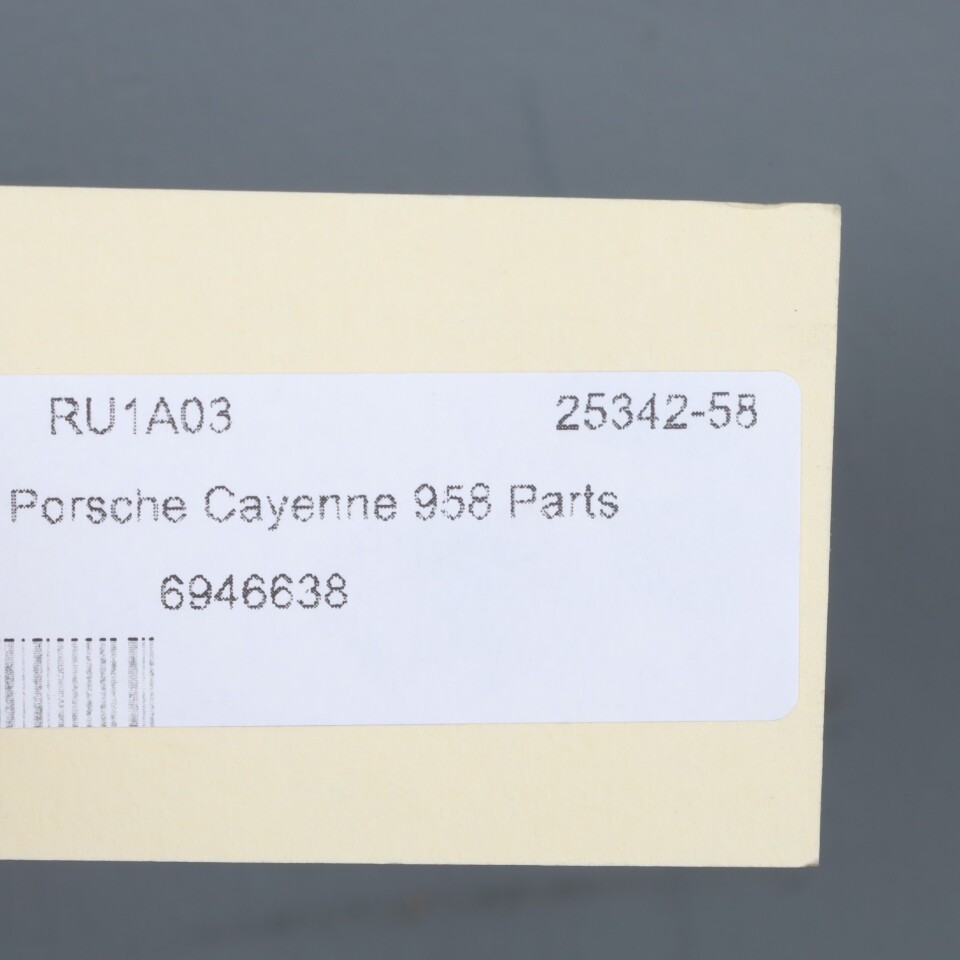 RU1A03 25342-58
Porsche Cayenne 958 Parts
6946638